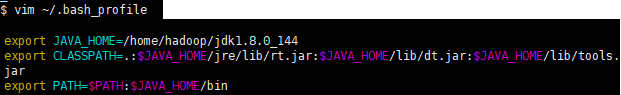 $ vim ~/.bash_profile
export JAVA_HOME=/home/hadoop/jdk1.8.0_144
export CLASSPATH=.:$JAVA_HOME/jre/lib/rt.jar:$JAVA_HOME/lib/dt.jar:$JAVA_HOME/lib/tools.
jar
export PATH=$PATH:$JAVA_HOME/bin